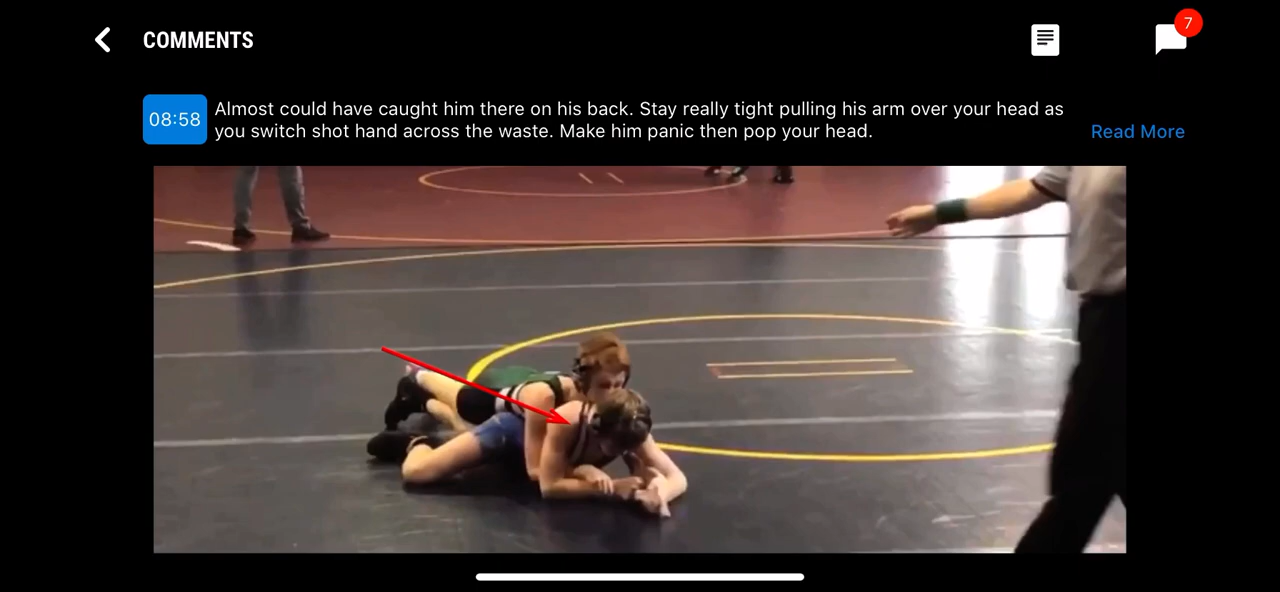 COMMENTS
7
08:58
Almost could have caught him there on his back. Stay really tight pulling his arm over your head as
you switch shot hand across the waste. Make him panic then pop your head.
Read More